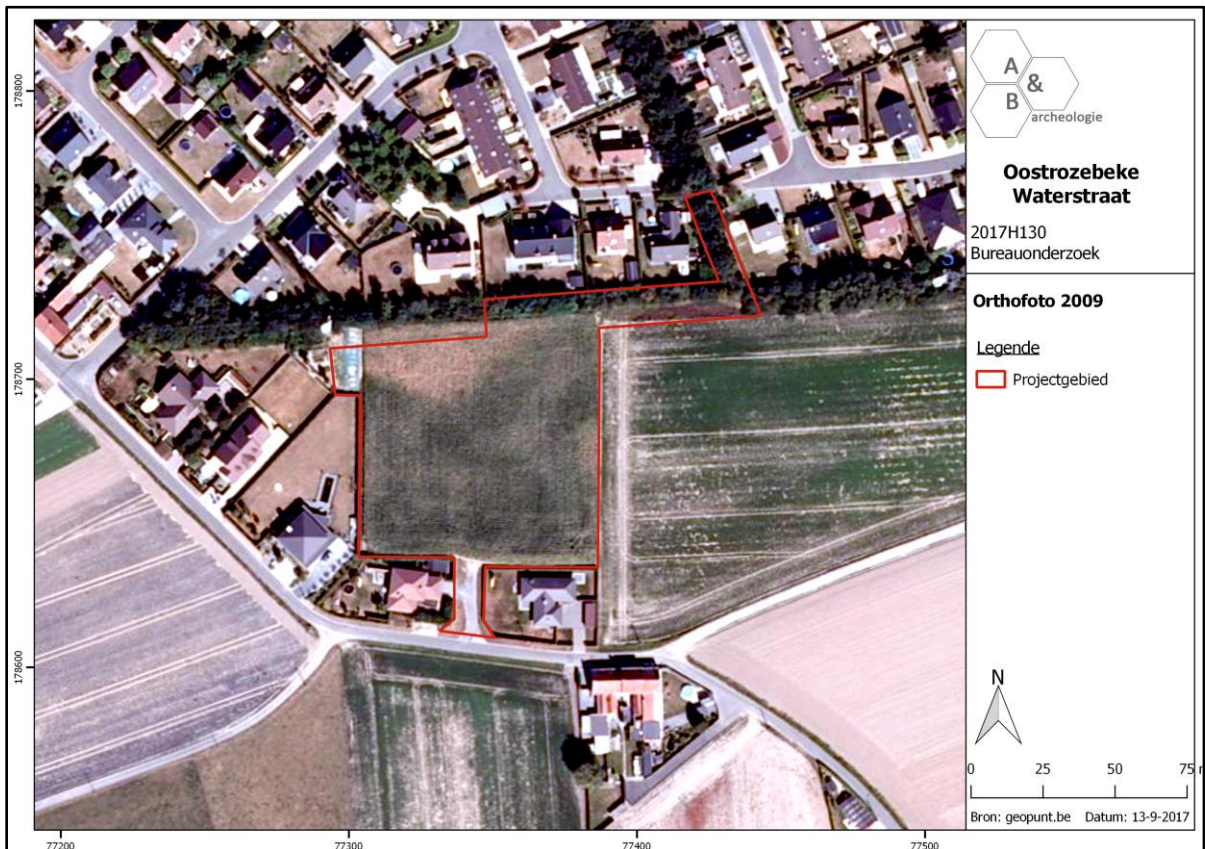 A
&
B
archeologie
Oostrozebeke
Waterstraat
2017H130
Bureauonderzoek
Orthofoto 2009
Legende
Projectgebied
N
0 25 50 75
Bron: geopunt.be Datum: 13-9-2017
178800
178700
178600
77200 77300 77400 77500